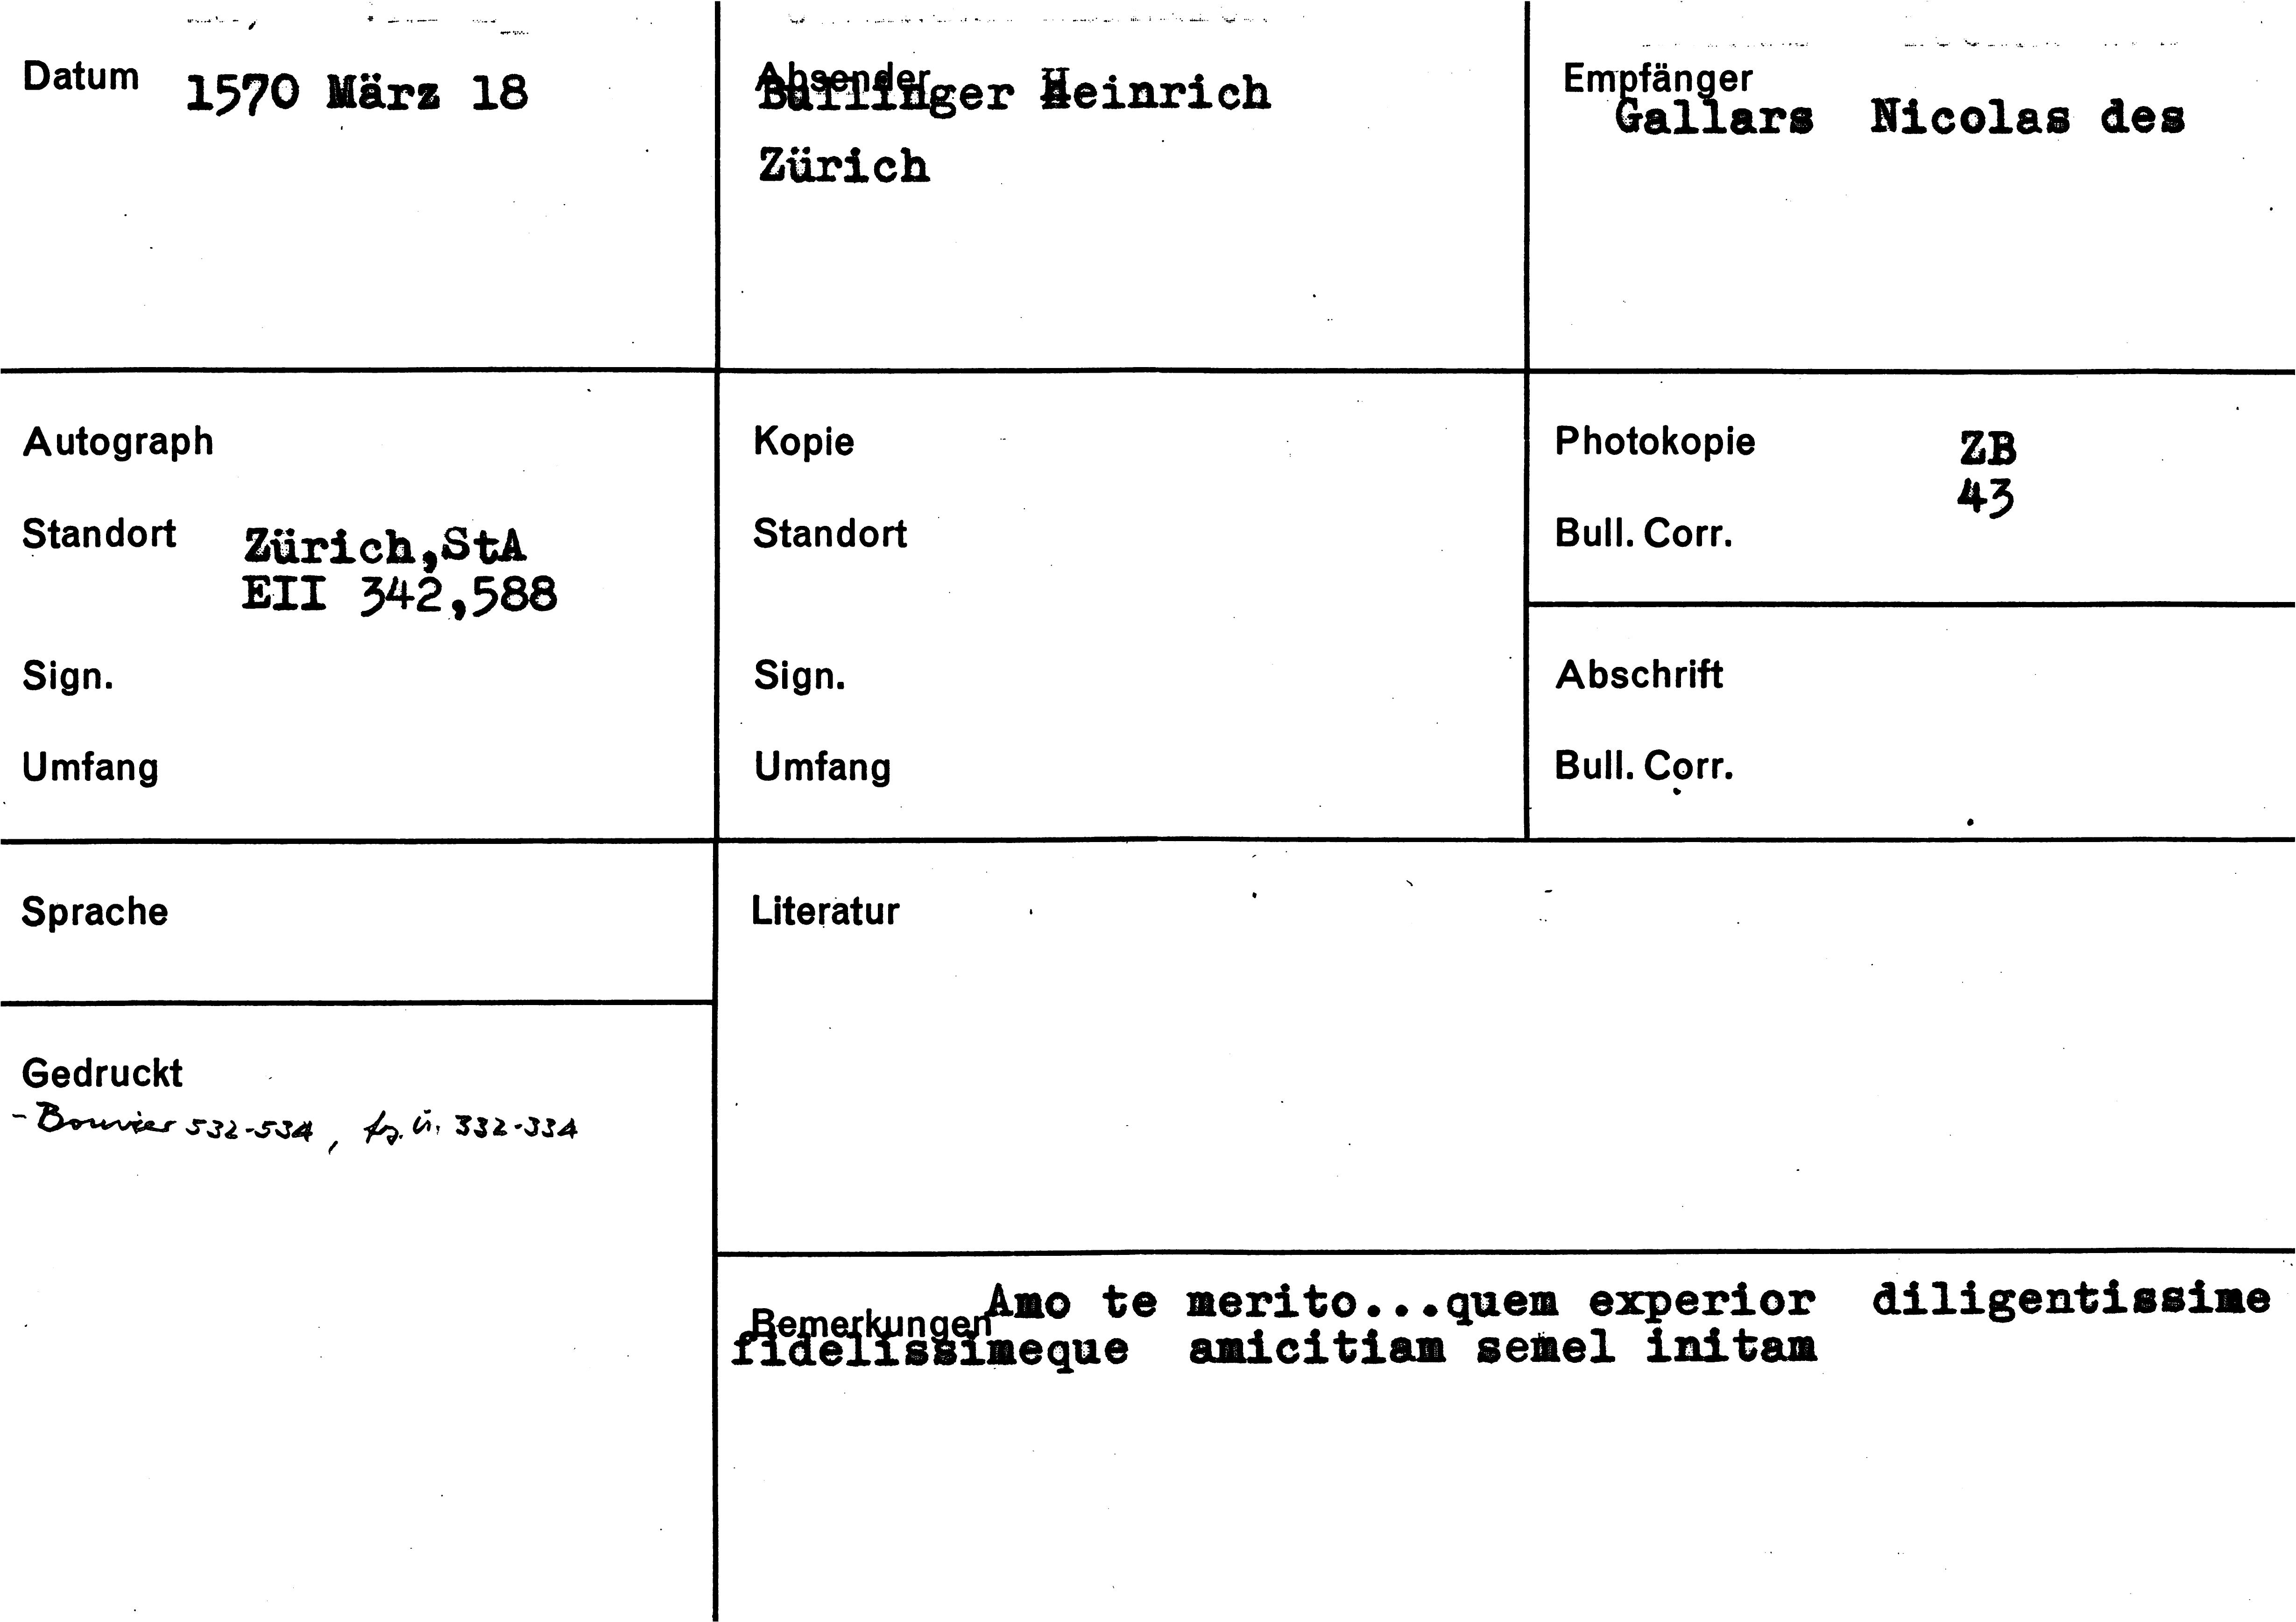 Datum 1570 März 18
Absender Bullinger Heinrich
Zürich
Empfänger
Gallars Nicolas des
Autograph
Standort Zürich,StA
EII 342,588
Sign.
Umfang
Kopie
Standort
Sign.
Umfang
Photokopie ZB
43
Bull. Corr.
Abschrift
Bull. Corr.
Sprache
Literatur
Gedruckt
- Bouvier 532-534, fz. Ü. 332-334
Bemerkungen Amo te merito...quem experior diligentissime
fidelissimeque amicitiam semel initam